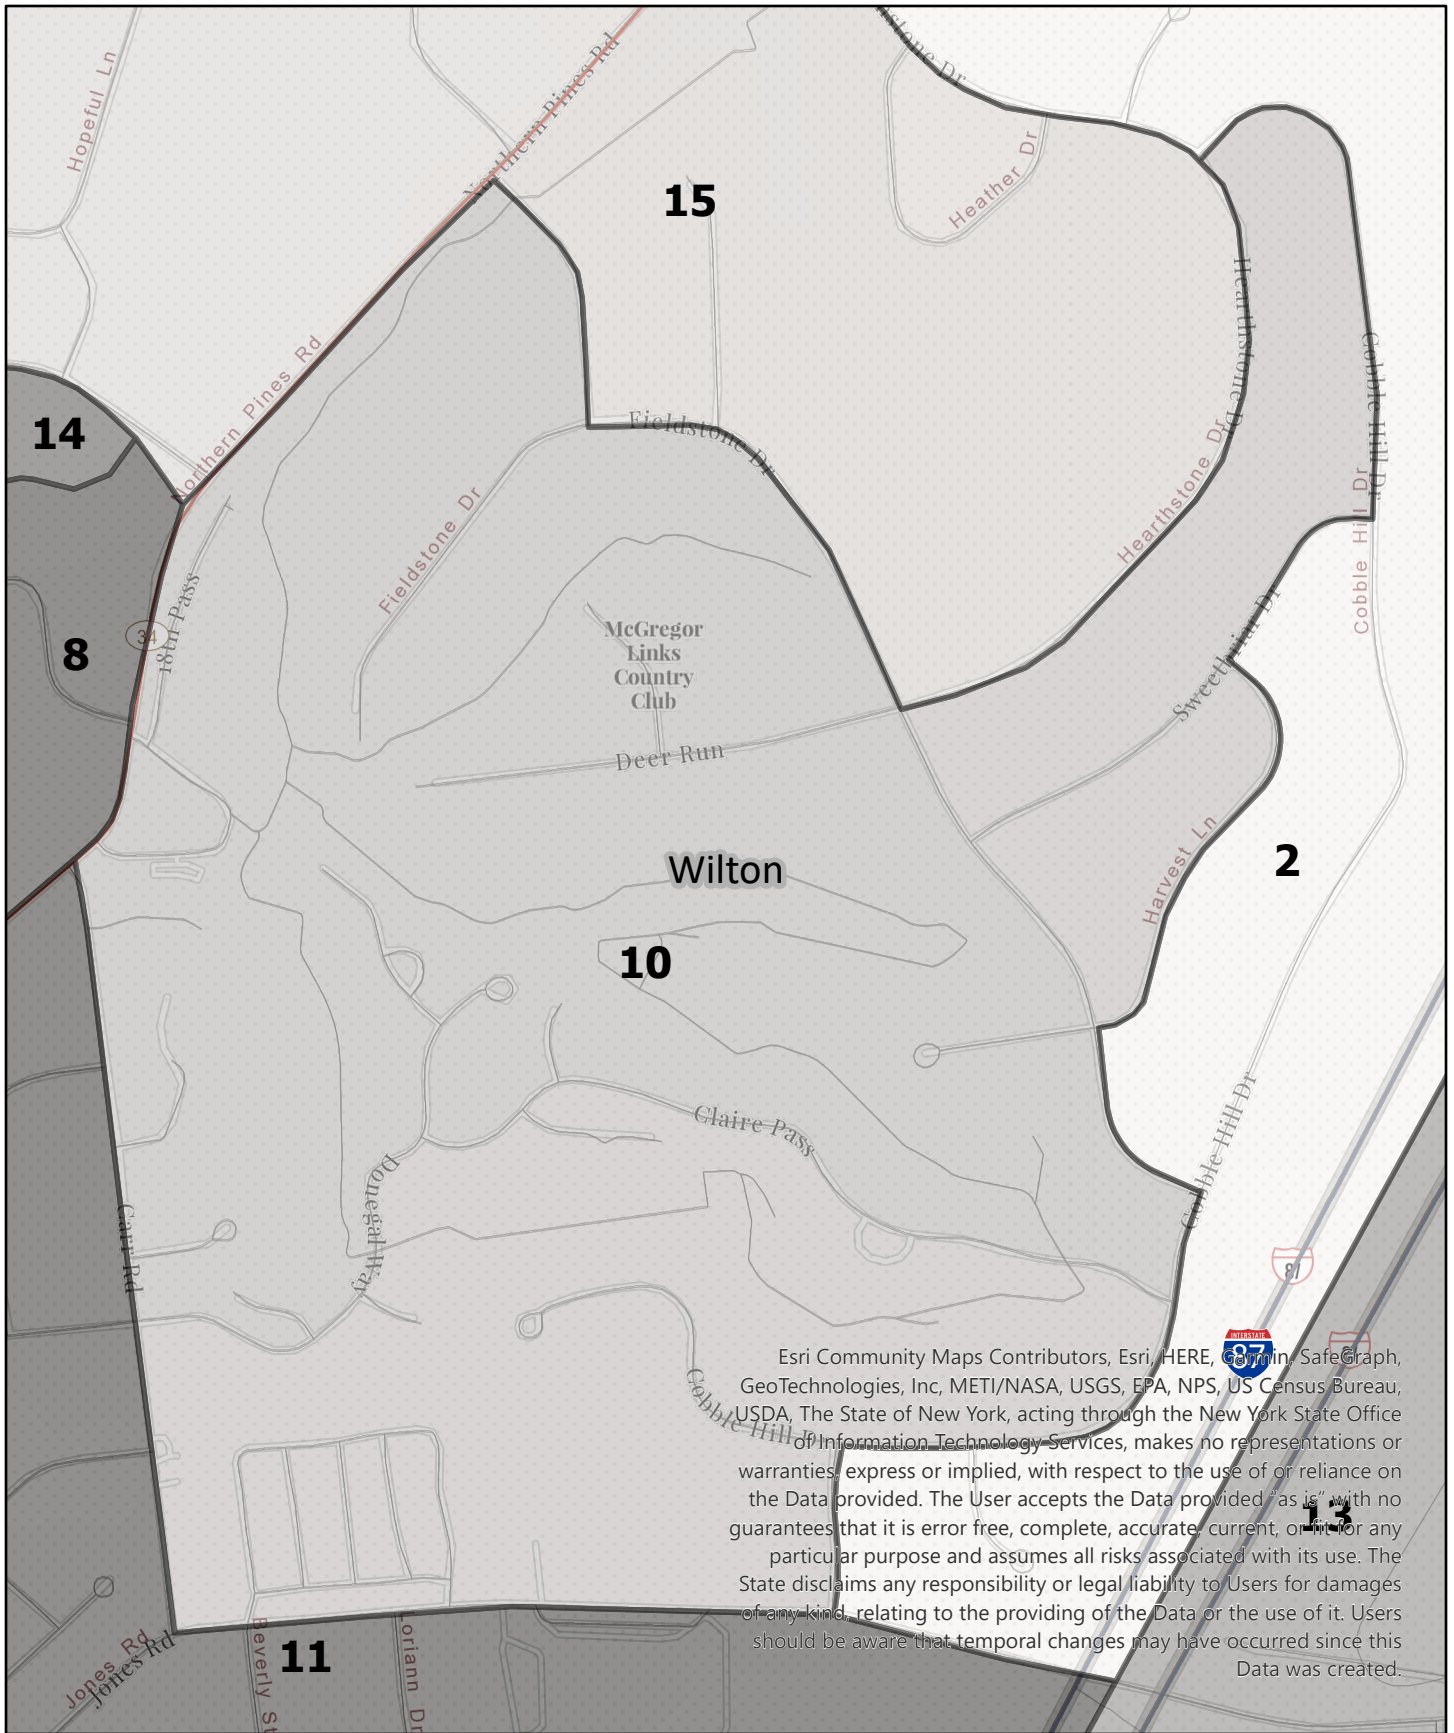 Hopeful Ln
Northern Pines Rd
stone Dr
15
Heather Dr
Hearthstone Dr
Cobble Hill Dr
Northern Pines Rd
14
Fieldstone Dr
Hearthstone Dr
Cobble Hill Dr
Fieldstone Dr
18th Pass
34
8
McGregor
Links
Country
Club
Sweetbriar Dr
Deer Run
Wilton
Harvest Ln
2
10
Claire Pass
Cobble Hill Dr
Donegal Way
Carr Rd
87
INTERSTATE
87
Cobble Hill Dr
Esri Community Maps Contributors, Esri, HERE, Garmin, SafeGraph,
GeoTechnologies, Inc, METI/NASA, USGS, EPA, NPS, US Census Bureau,
USDA, The State of New York, acting through the New York State Office
of Information Technology Services, makes no representations or
warranties, express or implied, with respect to the use of or reliance on
the Data provided. The User accepts the Data provided "as is" with no
guarantees that it is error free, complete, accurate, current, or fit for any
particular purpose and assumes all risks associated with its use. The
State disclaims any responsibility or legal liability to Users for damages
of any kind, relating to the providing of the Data or the use of it. Users
should be aware that temporal changes may have occurred since this
Data was created.
13
11
Jones Rd
Jones Rd
Beverly St
Loriann Dr